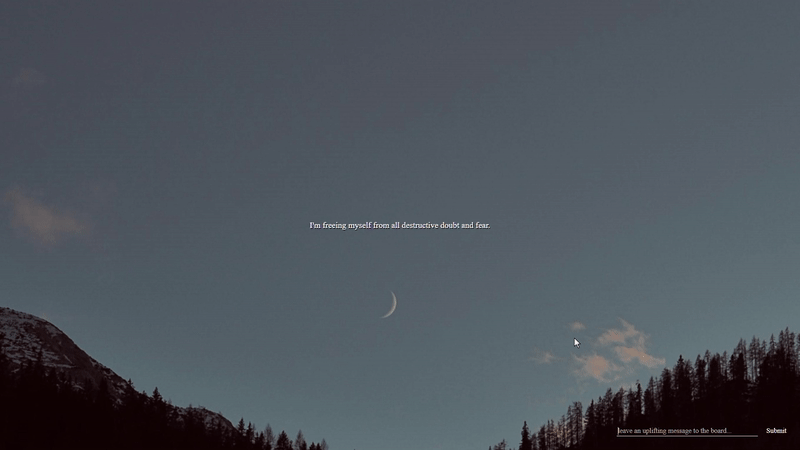 I'm freeing myself from all destructive doubt and fear.
leave an uplifting message to the board...
Submit